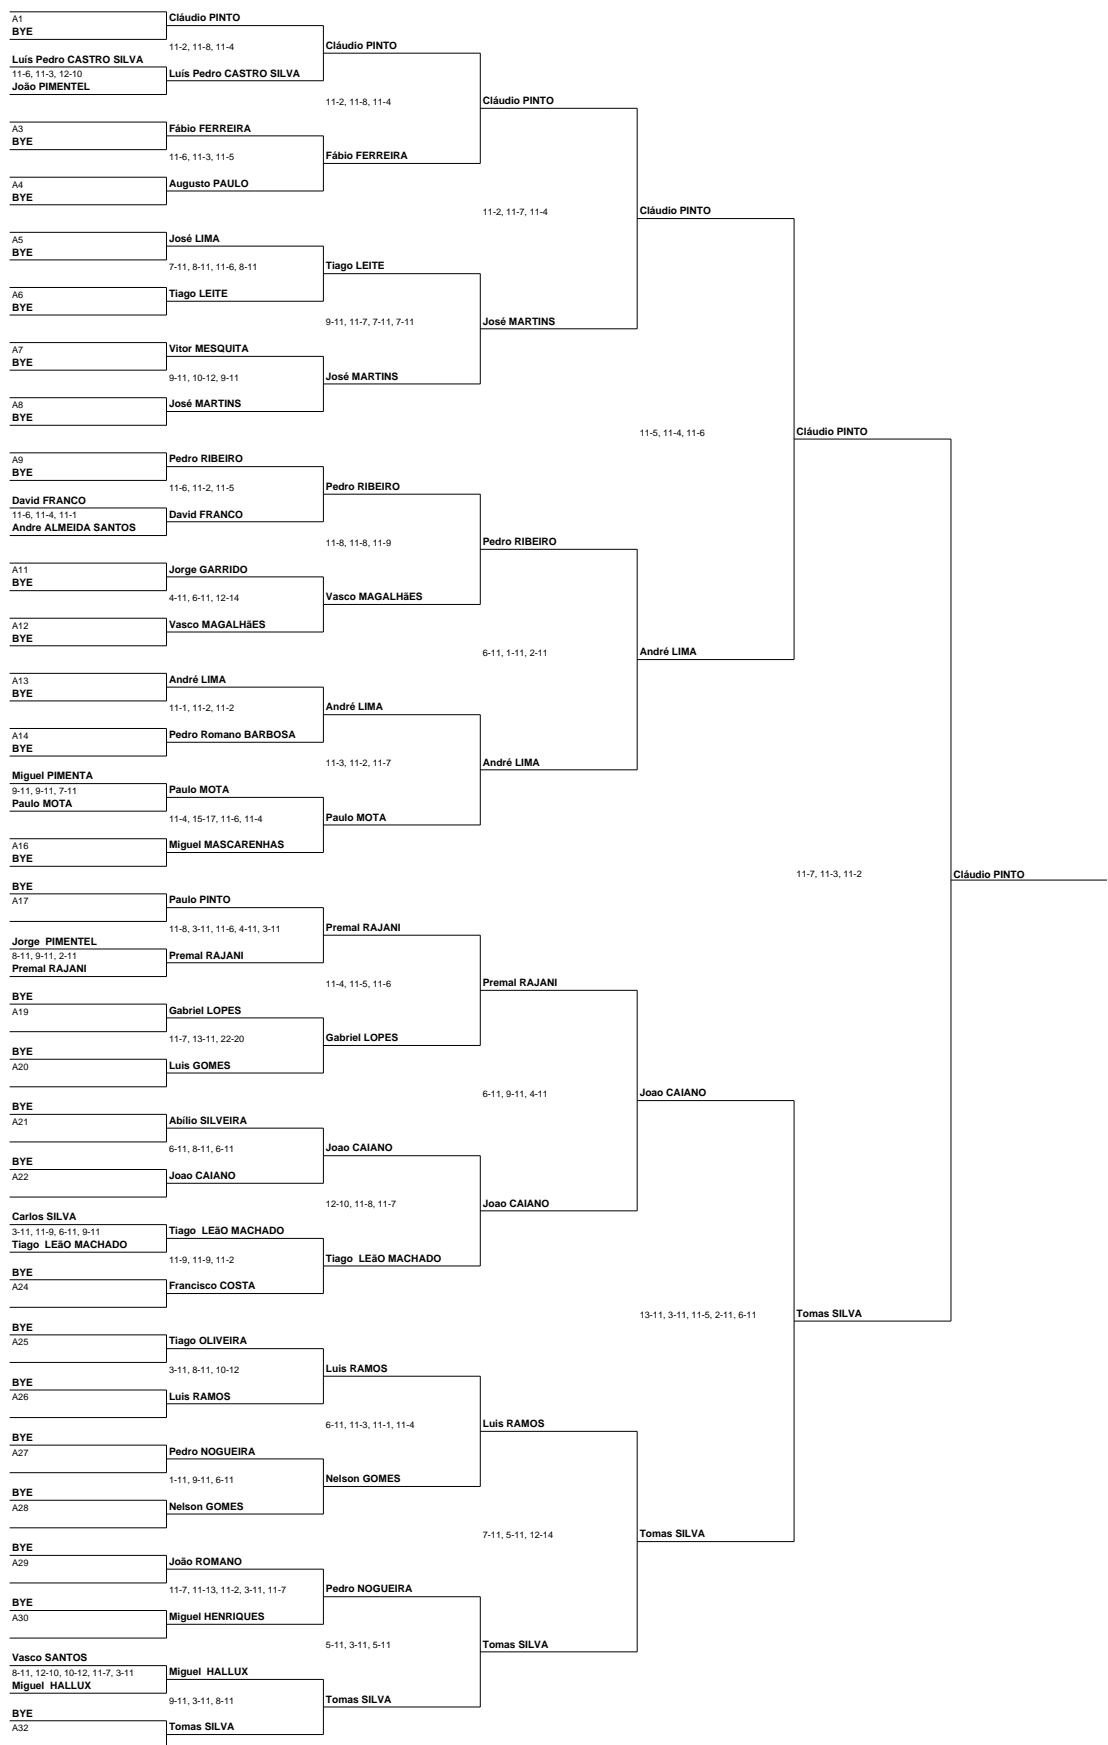 A1
BYE
Cláudio PINTO
11-2, 11-8, 11-4
Cláudio PINTO
Luís Pedro CASTRO SILVA
11-6, 11-3, 12-10
João PIMENTEL
Luís Pedro CASTRO SILVA
11-2, 11-8, 11-4
Cláudio PINTO
A3
BYE
Fábio FERREIRA
11-6, 11-3, 11-5
Fábio FERREIRA
A4
BYE
Augusto PAULO
11-2, 11-7, 11-4
Cláudio PINTO
A5
BYE
José LIMA
7-11, 8-11, 11-6, 8-11
Tiago LEITE
A6
BYE
Tiago LEITE
9-11, 11-7, 7-11, 7-11
José MARTINS
A7
BYE
Vitor MESQUITA
9-11, 10-12, 9-11
José MARTINS
A8
BYE
José MARTINS
11-5, 11-4, 11-6
Cláudio PINTO
A9
BYE
Pedro RIBEIRO
11-6, 11-2, 11-5
Pedro RIBEIRO
David FRANCO
11-6, 11-4, 11-1
Andre ALMEIDA SANTOS
David FRANCO
11-8, 11-8, 11-9
Pedro RIBEIRO
A11
BYE
Jorge GARRIDO
4-11, 6-11, 12-14
Vasco MAGALHãES
A12
BYE
Vasco MAGALHãES
6-11, 1-11, 2-11
André LIMA
A13
BYE
André LIMA
11-1, 11-2, 11-2
André LIMA
A14
BYE
Pedro Romano BARBOSA
11-3, 11-2, 11-7
André LIMA
Miguel PIMENTA
9-11, 9-11, 7-11
Paulo MOTA
Paulo MOTA
11-4, 15-17, 11-6, 11-4
Paulo MOTA
A16
BYE
Miguel MASCARENHAS
11-7, 11-3, 11-2
Cláudio PINTO
BYE
A17
Paulo PINTO
11-8, 3-11, 11-6, 4-11, 3-11
Premal RAJANI
Jorge  PIMENTEL
8-11, 9-11, 2-11
Premal RAJANI
Premal RAJANI
11-4, 11-5, 11-6
Premal RAJANI
BYE
A19
Gabriel LOPES
11-7, 13-11, 22-20
Gabriel LOPES
BYE
A20
Luis GOMES
6-11, 9-11, 4-11
Joao CAIANO
BYE
A21
Abílio SILVEIRA
6-11, 8-11, 6-11
Joao CAIANO
BYE
A22
Joao CAIANO
12-10, 11-8, 11-7
Joao CAIANO
Carlos SILVA
3-11, 11-9, 6-11, 9-11
Tiago  LEãO MACHADO
Tiago  LEãO MACHADO
11-9, 11-9, 11-2
Tiago  LEãO MACHADO
BYE
A24
Francisco COSTA
13-11, 3-11, 11-5, 2-11, 6-11
Tomas SILVA
BYE
A25
Tiago OLIVEIRA
3-11, 8-11, 10-12
Luis RAMOS
BYE
A26
Luis RAMOS
6-11, 11-3, 11-1, 11-4
Luis RAMOS
BYE
A27
Pedro NOGUEIRA
1-11, 9-11, 6-11
Nelson GOMES
BYE
A28
Nelson GOMES
7-11, 5-11, 12-14
Tomas SILVA
BYE
A29
João ROMANO
11-7, 11-13, 11-2, 3-11, 11-7
Pedro NOGUEIRA
BYE
A30
Miguel HENRIQUES
5-11, 3-11, 5-11
Tomas SILVA
Vasco SANTOS
8-11, 12-10, 10-12, 11-7, 3-11
Miguel  HALLUX
Miguel  HALLUX
9-11, 3-11, 8-11
Tomas SILVA
BYE
A32
Tomas SILVA